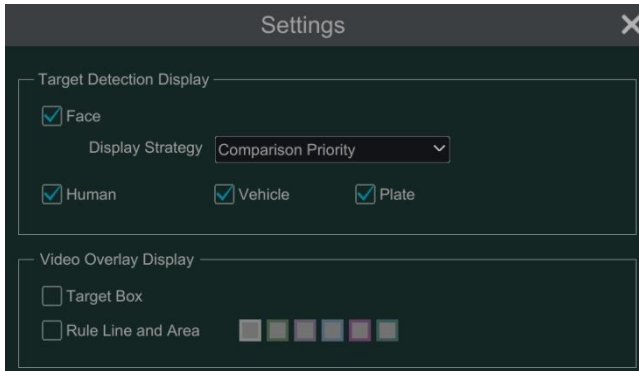 Settings
Target Detection Display
Face
Display Strategy Comparison Priority
Human Vehicle Plate
Video Overlay Display
Target Box
Rule Line and Area